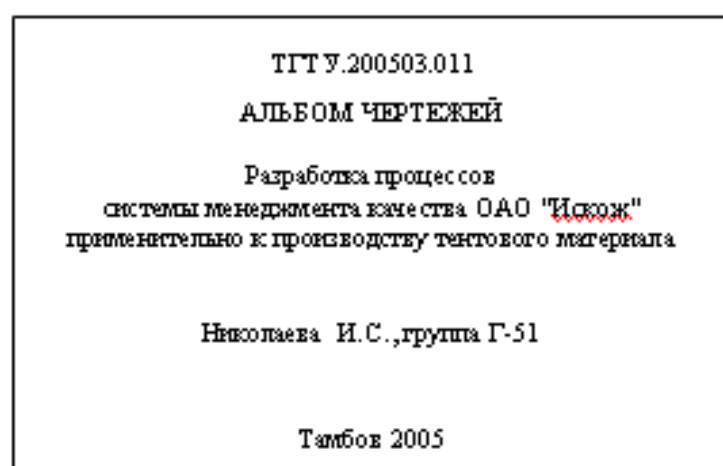 ТГТУ.200503.011
АЛЬБОМ ЧЕРТЕЖЕЙ
Разработка процессов
системы менеджмента качества ОАО "Искож"
применительно к производству тентового материала
Николаева И.С.,группа Г-51
Тамбов 2005